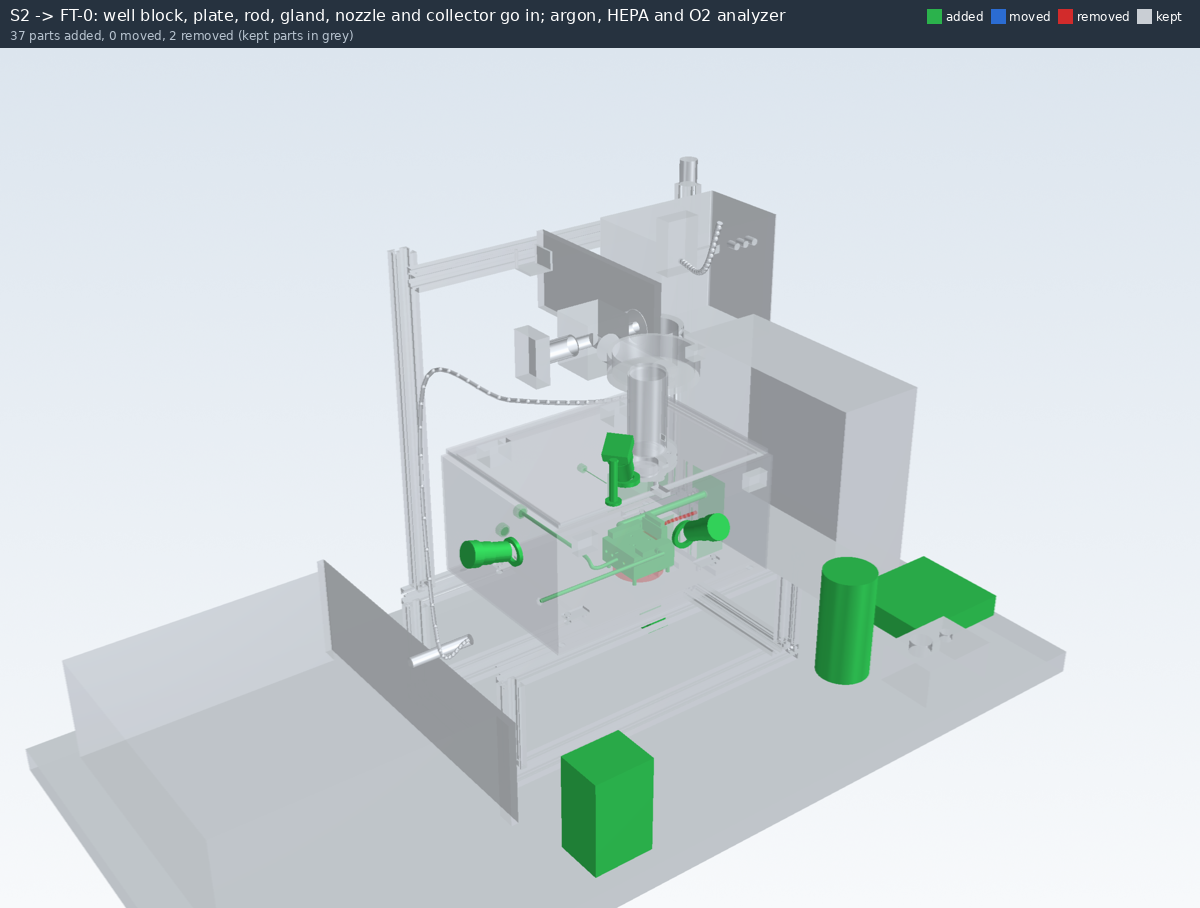 S2 -> FT-0: well block, plate, rod, gland, nozzle and collector go in; argon, HEPA and O2 analyzer
added moved removed kept
37 parts added, 0 moved, 2 removed (kept parts in grey)